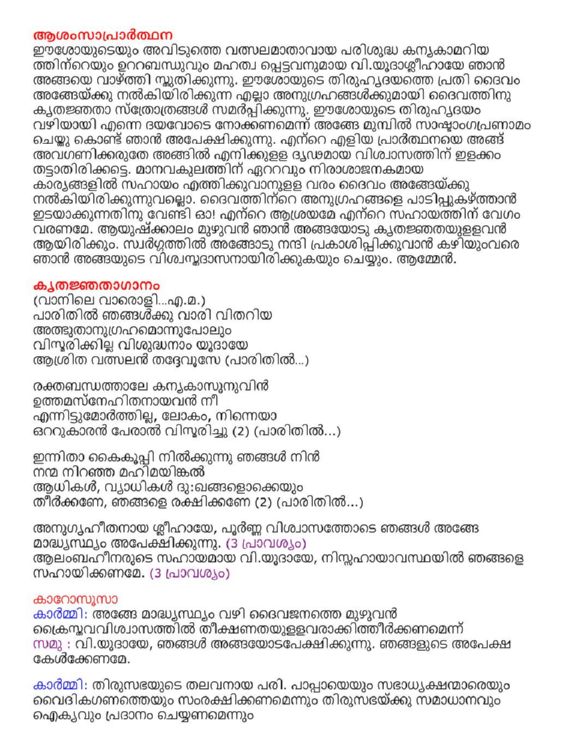 ആശംസാപ്രാർത്ഥന
ഈശോയുടെയും അവിടുത്തെ വത്സലമാതാവായ പരിശുദ്ധ കന്യകാമറിയ
ത്തിന്റെയും ഉററബന്ധുവും മഹത്വ പ്പെട്ടവനുമായ വി.യൂദാശ്ലീഹായേ ഞാൻ
അങ്ങയെ വാഴ്ത്തി സ്തുതിക്കുന്നു. ഈശോയുടെ തിരുഹൃദയത്തെ പ്രതി ദൈവം
അങ്ങേയ്ക്കു നൽകിയിരിക്കുന്ന എല്ലാ അനുഗ്രഹങ്ങൾക്കുമായി ദൈവത്തിനു
കൃതജ്ഞതാ സ്ത്രോത്രങ്ങൾ സമർപ്പിക്കുന്നു. ഈശോയുടെ തിരുഹൃദയം
വഴിയായി എന്നെ ദയവോടെ നോക്കണമെന്ന് അങ്ങേ മുമ്പിൽ സാഷ്ടാംഗപ്രണാമം
ചെയ്തു കൊണ്ട് ഞാൻ അപേക്ഷിക്കുന്നു. എന്റെ എളിയ പ്രാർത്ഥനയെ അങ്ങ്
അവഗണിക്കരുതേ അങ്ങിൽ എനിക്കുളള ദൃഢമായ വിശ്വാസത്തിന് ഇളക്കം
തട്ടാതിരിക്കട്ടെ. മാനവകുലത്തിന് ഏററവും നിരാശാജനകമായ
കാര്യങ്ങളിൽ സഹായം എത്തിക്കുവാനുളള വരം ദൈവം അങ്ങേയ്ക്കു
നൽകിയിരിക്കുന്നുവല്ലൊ. ദൈവത്തിന്റെ അനുഗ്രഹങ്ങളെ പാടിപ്പുകഴ്ത്താൻ
ഇടയാക്കുന്നതിനു വേണ്ടി ഓ! എന്റെ ആശ്രയമേ എന്റെ സഹായത്തിന് വേഗം
വരണമേ. ആയുഷ്ക്കാലം മുഴുവൻ ഞാൻ അങ്ങയോടു കൃതജ്ഞതയുളളവൻ
ആയിരിക്കും. സ്വർഗ്ഗത്തിൽ അങ്ങോടു നന്ദി പ്രകാശിപ്പിക്കുവാൻ കഴിയുംവരെ
ഞാൻ അങ്ങയുടെ വിശ്വസ്തദാസനായിരിക്കുകയും ചെയ്യും. ആമ്മേൻ.
കൃതജ്ഞതാഗാനം
(വാനിലെ വാരൊളി...എ.മ.)
പാരിതിൽ ഞങ്ങൾക്കു വാരി വിതറിയ
അത്ഭുതാനുഗ്രഹമൊന്നുപോലും
വിസ്മരിക്കില്ല വിശുദ്ധനാം യൂദായേ
ആശ്രിത വത്സലൻ തദ്ദേവൂസേ (പാരിതിൽ...)
രക്തബന്ധത്താലേ കന്യകാസൂനുവിൻ
ഉത്തമസ്നേഹിതനായവൻ നീ
എന്നിട്ടുമോർത്തില്ല, ലോകം, നിന്നെയാ
ഒററുകാരൻ പേരാൽ വിസ്മരിച്ചു (2) (പാരിതിൽ...)
ഇന്നിതാ കൈകൂപ്പി നിൽക്കുന്നു ഞങ്ങൾ നിൻ
നന്മ നിറഞ്ഞ മഹിമയിങ്കൽ
ആധികൾ, വ്യാധികൾ ദു:ഖങ്ങളൊക്കെയും
തീർക്കണേ, ഞങ്ങളെ രക്ഷിക്കണേ (2) (പാരിതിൽ...)
അനുഗൃഹീതനായ ശ്ലീഹായേ, പൂർണ്ണ വിശ്വാസത്തോടെ ഞങ്ങൾ അങ്ങേ
മാദ്ധ്യസ്ഥ്യം അപേക്ഷിക്കുന്നു. (3 പ്രാവശ്യം)
ആലംബഹീനരുടെ സഹായമായ വി.യൂദായേ, നിസ്സഹായാവസ്ഥയിൽ ഞങ്ങളെ
സഹായിക്കണമേ. (3 പ്രാവശ്യം)
കാറോസൂസാ
കാർമ്മി: അങ്ങേ മാദ്ധ്യസ്ഥ്യം വഴി ദൈവജനത്തെ മുഴുവൻ
ക്രൈസ്തവവിശ്വാസത്തിൽ തീക്ഷണതയുളളവരാക്കിത്തീർക്കണമെന്ന്
സമൂ : വി.യൂദായേ, ഞങ്ങൾ അങ്ങയോടപേക്ഷിക്കുന്നു. ഞങ്ങളുടെ അപേക്ഷ
കേൾക്കേണമേ.
കാർമ്മി: തിരുസഭയുടെ തലവനായ പരി. പാപ്പായെയും സഭാധ്യക്ഷന്മാരെയും
വൈദികഗണത്തെയും സംരക്ഷിക്കണമെന്നും തിരുസഭയ്ക്കു സമാധാനവും
ഐക്യവും പ്രദാനം ചെയ്യണമെന്നും